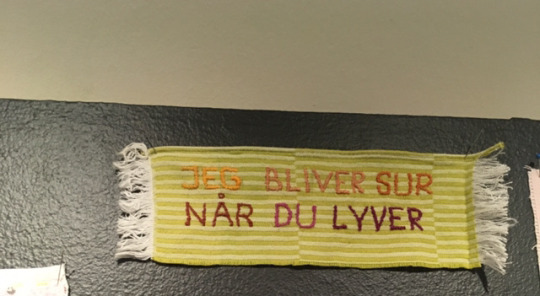 JEG BLIVER SUR
NÅR DU LYVER